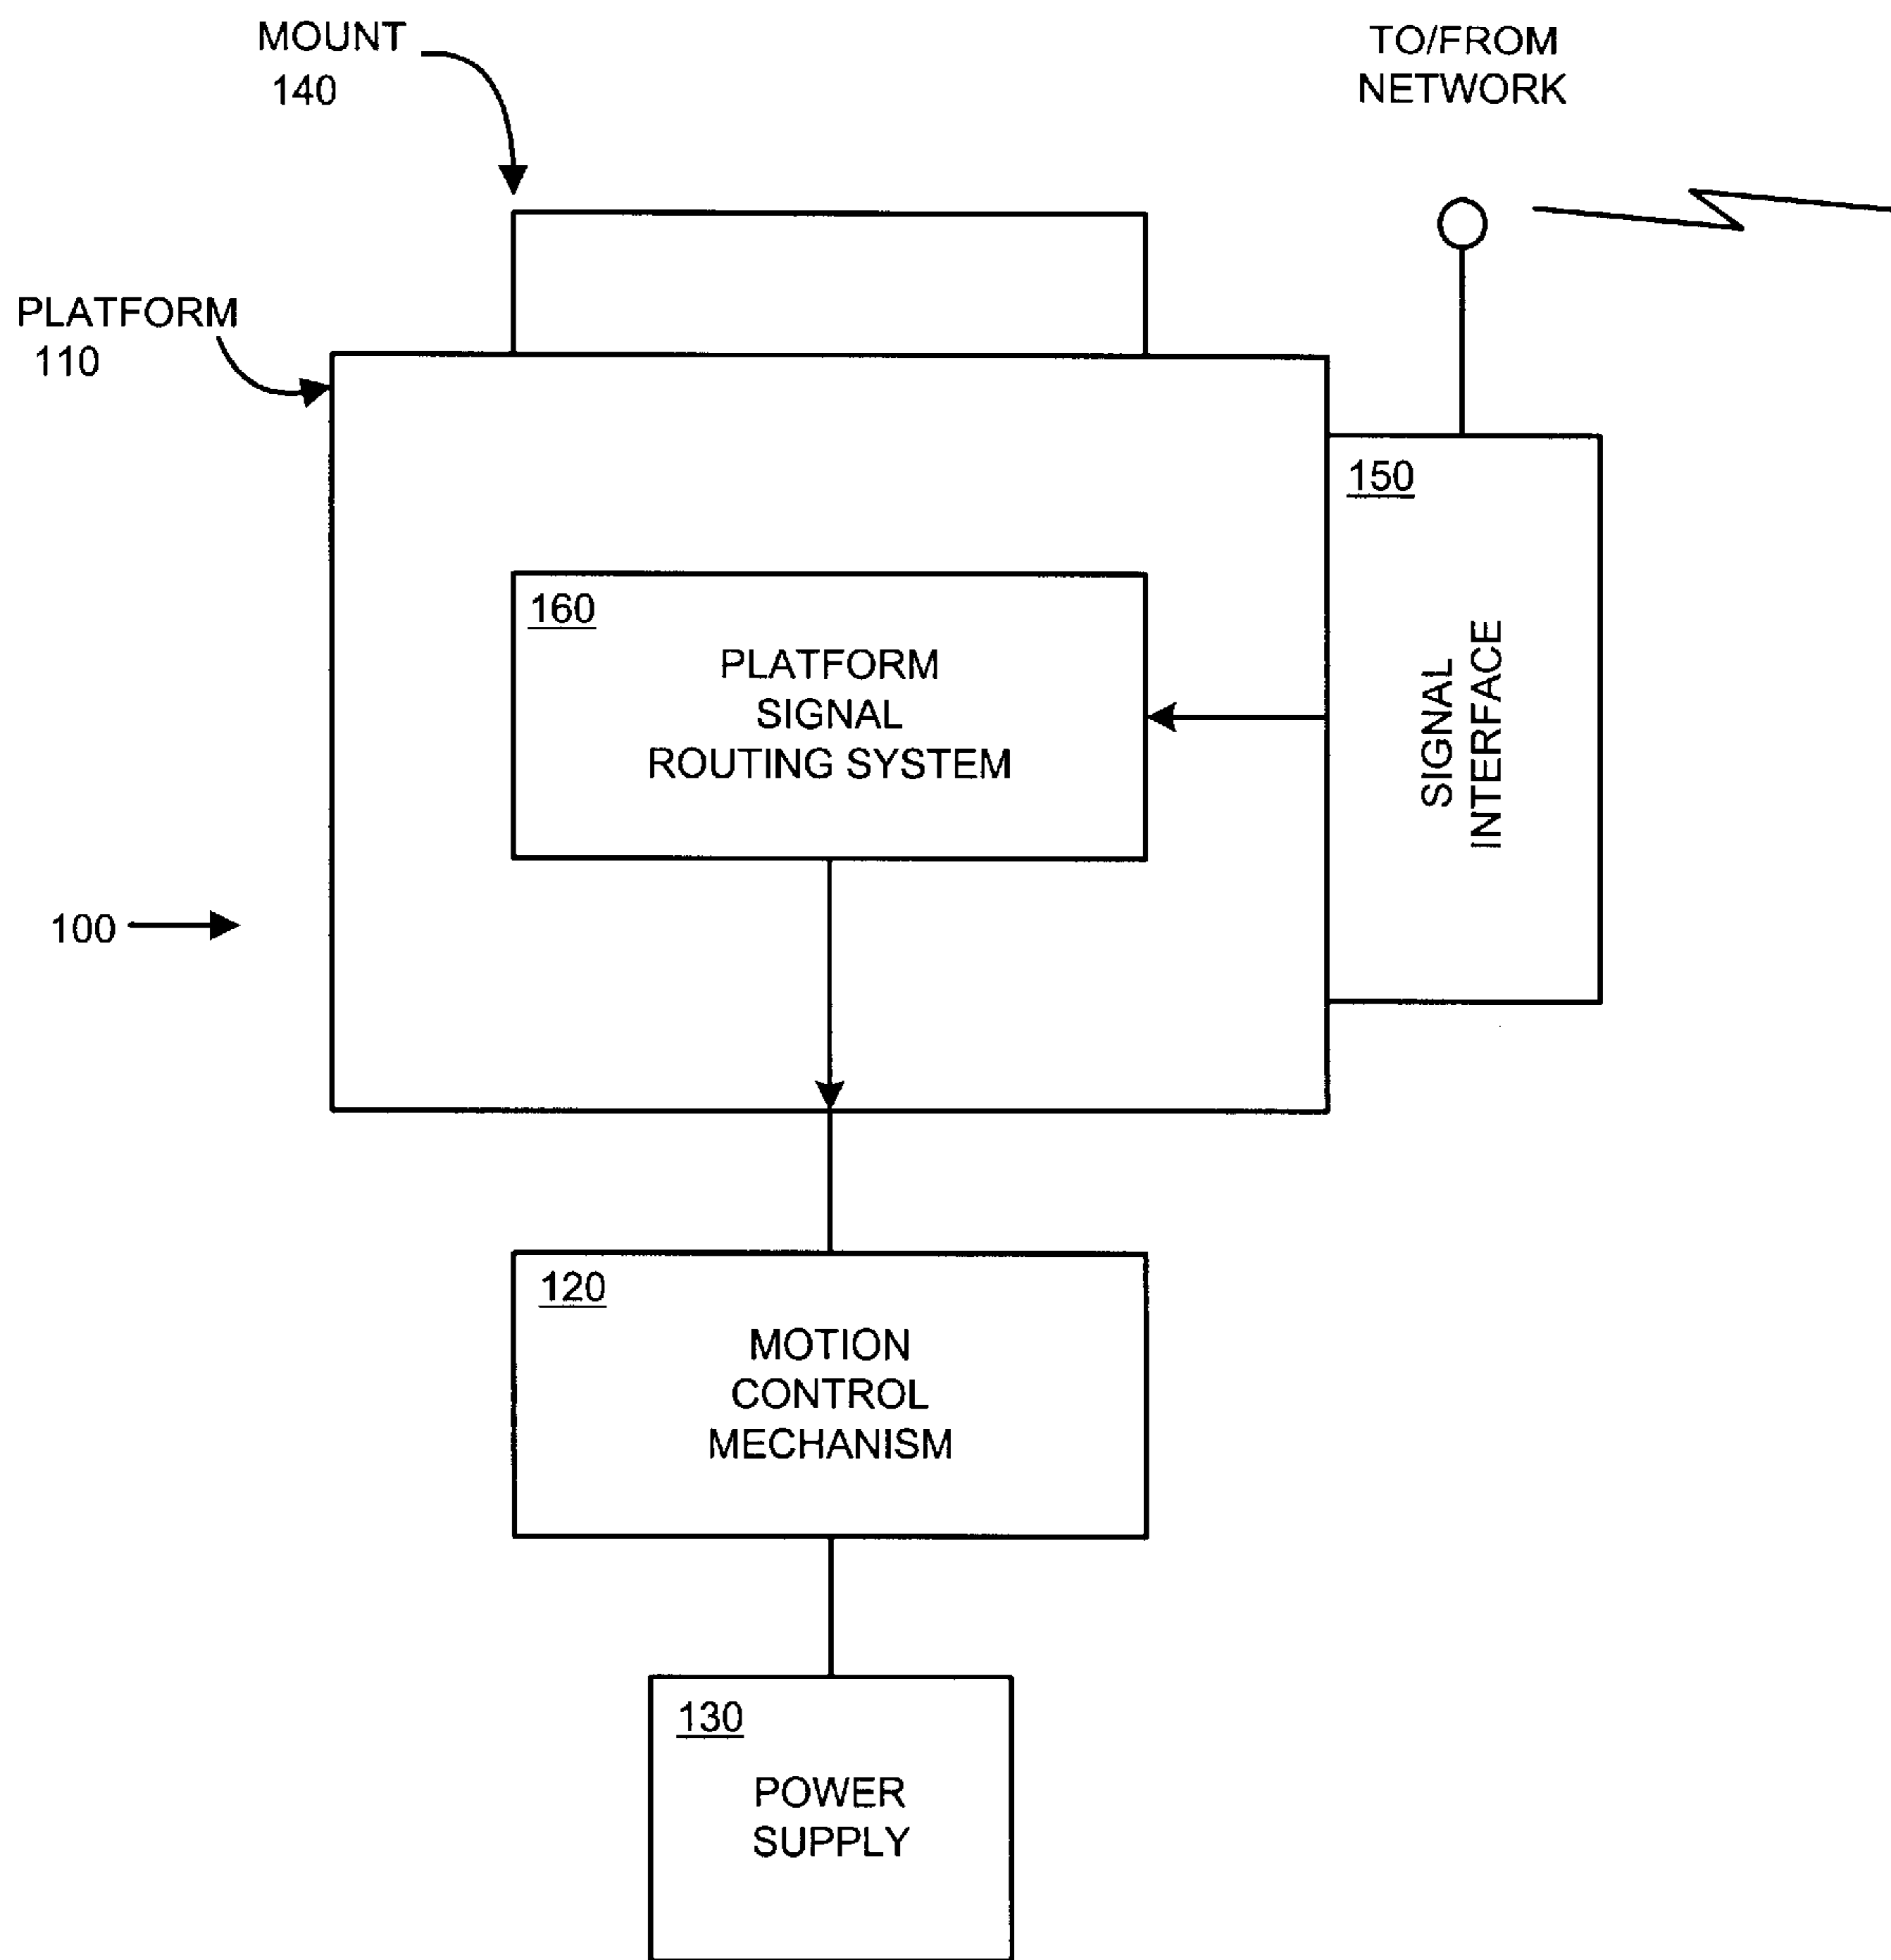 MOUNT
140
TO/FROM
NETWORK
PLATFORM
110
150
SIGNAL
INTERFACE
160
PLATFORM
SIGNAL
ROUTING SYSTEM
100
120
MOTION
CONTROL
MECHANISM
130
POWER
SUPPLY